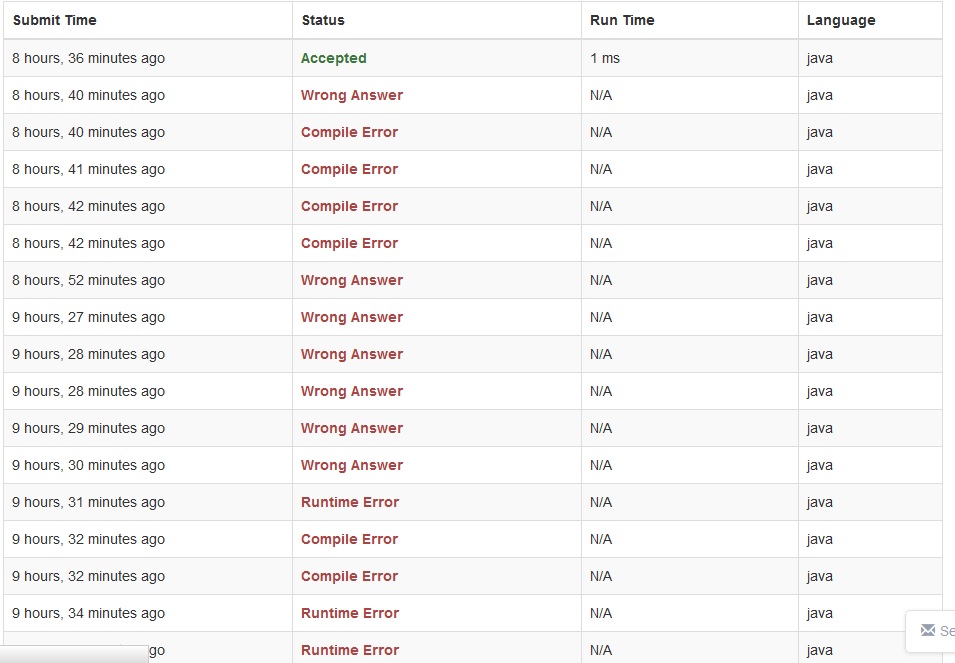 Submit Time Status Run Time Language
8 hours, 36 minutes ago Accepted 1 ms java
8 hours, 40 minutes ago Wrong Answer N/A java
8 hours, 40 minutes ago Compile Error N/A java
8 hours, 41 minutes ago Compile Error N/A java
8 hours, 42 minutes ago Compile Error N/A java
8 hours, 42 minutes ago Compile Error N/A java
8 hours, 52 minutes ago Wrong Answer N/A java
9 hours, 27 minutes ago Wrong Answer N/A java
9 hours, 28 minutes ago Wrong Answer N/A java
9 hours, 28 minutes ago Wrong Answer N/A java
9 hours, 29 minutes ago Wrong Answer N/A java
9 hours, 30 minutes ago Wrong Answer N/A java
9 hours, 31 minutes ago Runtime Error N/A java
9 hours, 32 minutes ago Compile Error N/A java
9 hours, 32 minutes ago Compile Error N/A java
9 hours, 34 minutes ago Runtime Error N/A java
Se
go Runtime Error N/A java